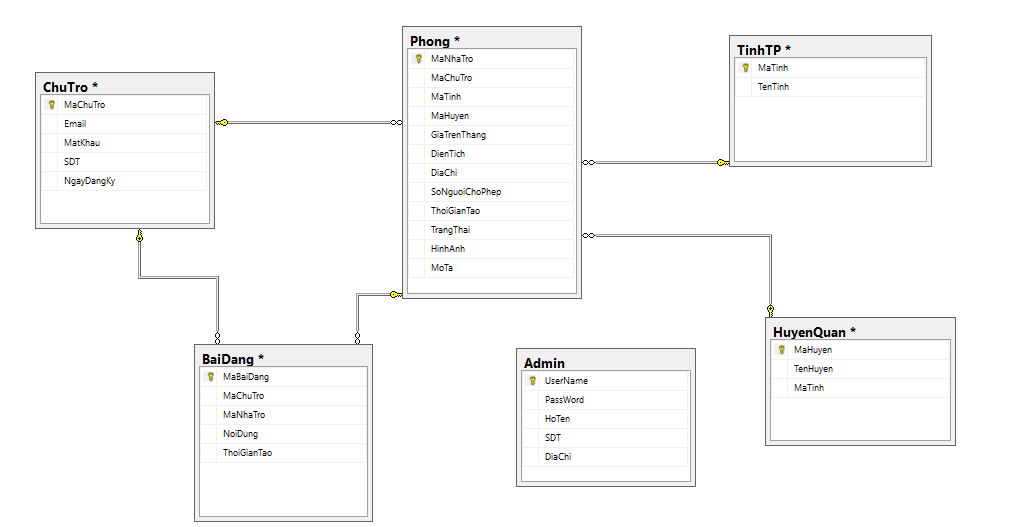 ChuTro *
MaChuTro
Email
MatKhau
SDT
NgayDangKy
Phong *
MaNhaTro
MaChuTro
MaTinh
MaHuyen
GiaTrenThang
DienTich
DiaChi
SoNguoiChoPhep
ThoiGianTao
TrangThai
HinhAnh
MoTa
TinhTP *
MaTinh
TenTinh
BaiDang *
MaBaiDang
MaChuTro
MaNhaTro
NoiDung
ThoiGianTao
Admin
UserName
PassWord
HoTen
SDT
DiaChi
HuyenQuan *
MaHuyen
TenHuyen
MaTinh